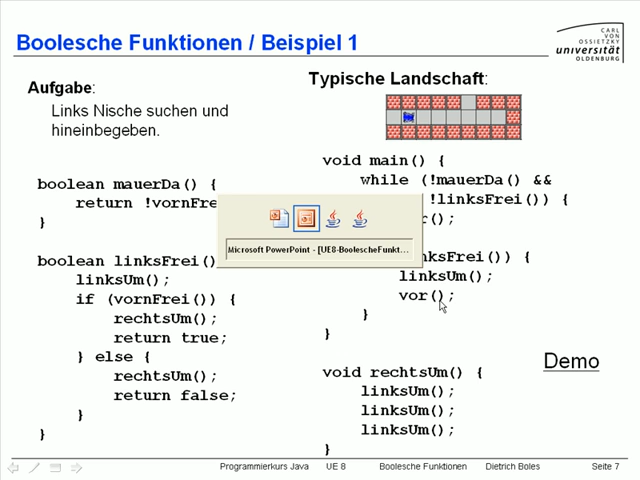 Boolesche Funktionen / Beispiel 1
CARL
VON
OSSIETZKY
universität
OLDENBURG
Aufgabe:
Links Nische suchen und
hineinbegeben.
boolean mauerDa() {
return !vornFre
}
boolean linksFrei()
linksUm();
if (vornFrei()) {
rechtsUm();
return true;
} else {
rechtsUm();
return false;
}
}
Typische Landschaft:
void main() {
while (!mauerDa() &&
!linksFrei()) {
r();
ksFrei()) {
linksUm();
vor();
}
}
void rechtsUm() {
linksUm();
linksUm();
linksUm();
}
Microsoft PowerPoint - [UE8-BoolescheFunkt...
Demo
Programmierkurs Java UE 8 Boolesche Funktionen Dietrich Boles Seite 7